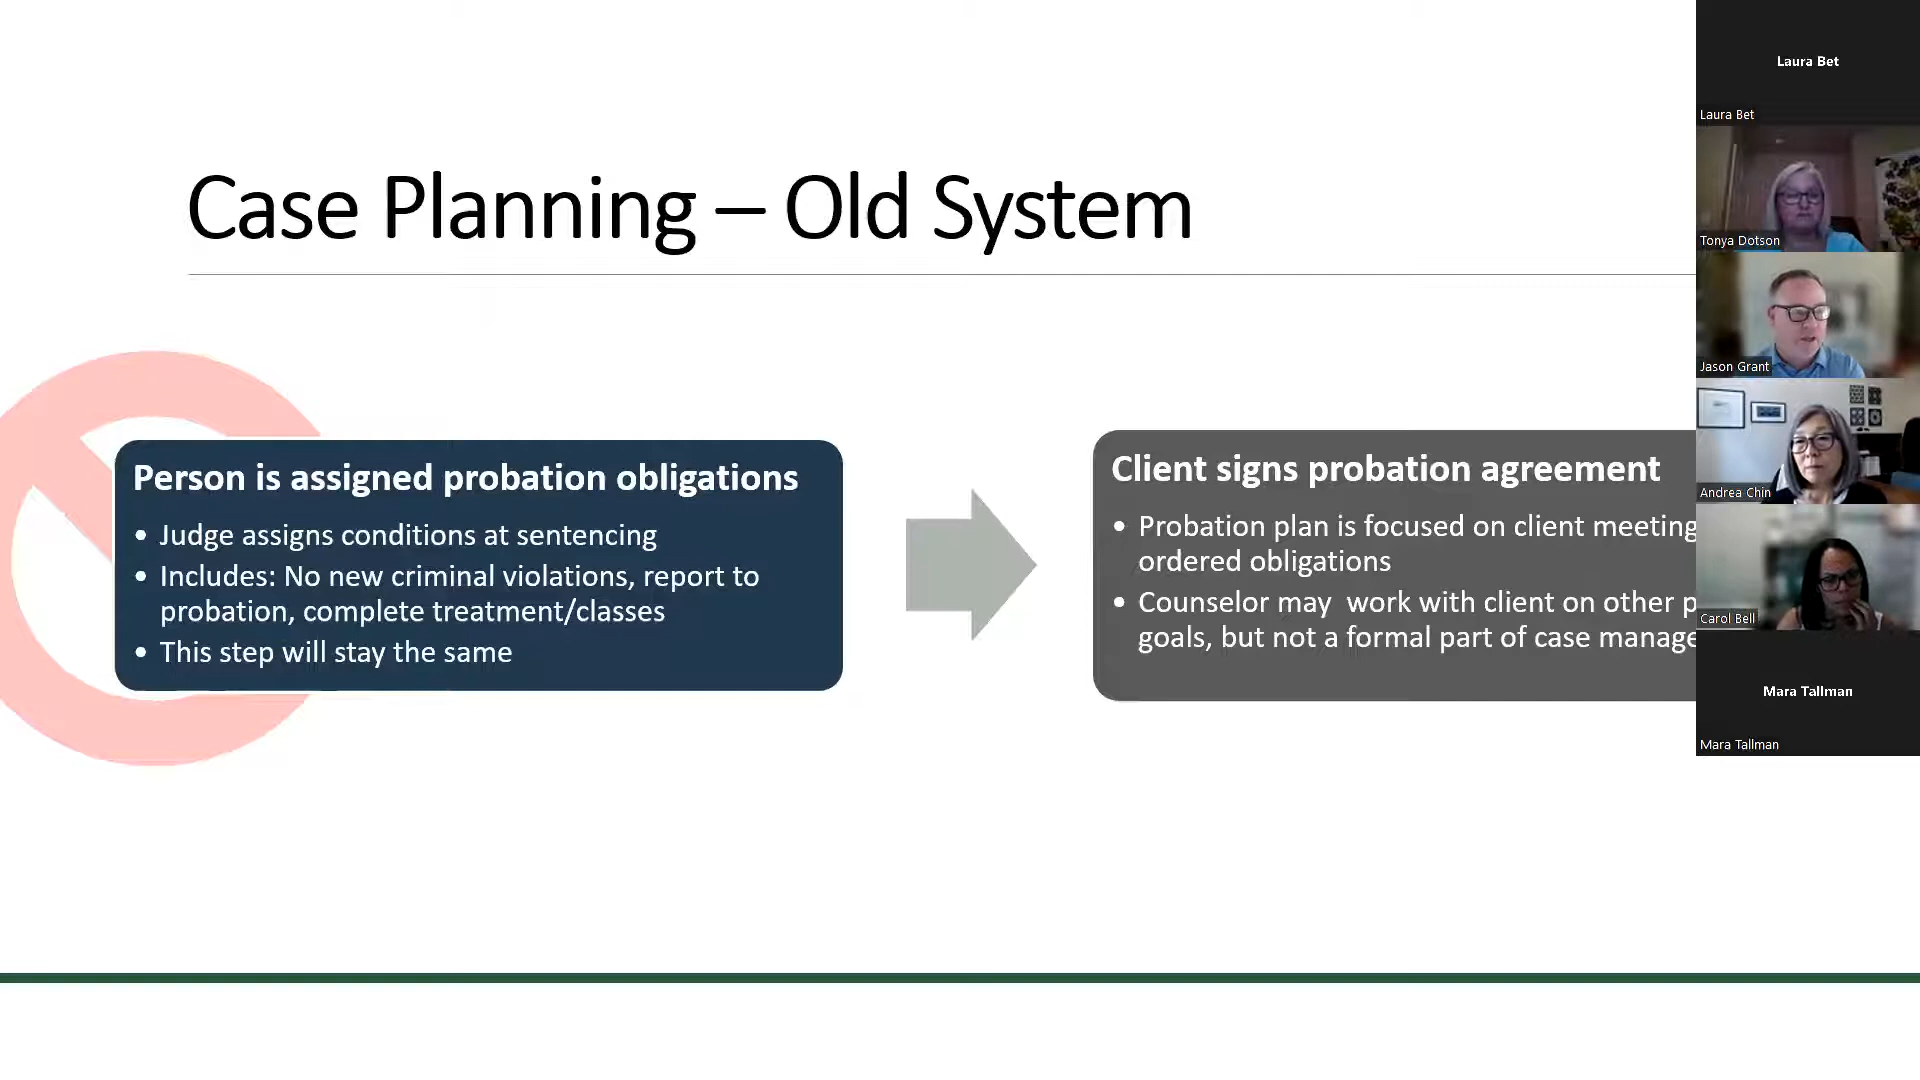 Case Planning – Old System
Person is assigned probation obligations
• Judge assigns conditions at sentencing
• Includes: No new criminal violations, report to
probation, complete treatment/classes
• This step will stay the same
Client signs probation agreement
• Probation plan is focused on client meeting
ordered obligations
• Counselor may work with client on other
goals, but not a formal part of case
Laura Bet
Laura Bet
Tonya Dotson
Jason Grant
Andrea Chin
Carol Bell
Mara Tallman
Mara Tallman